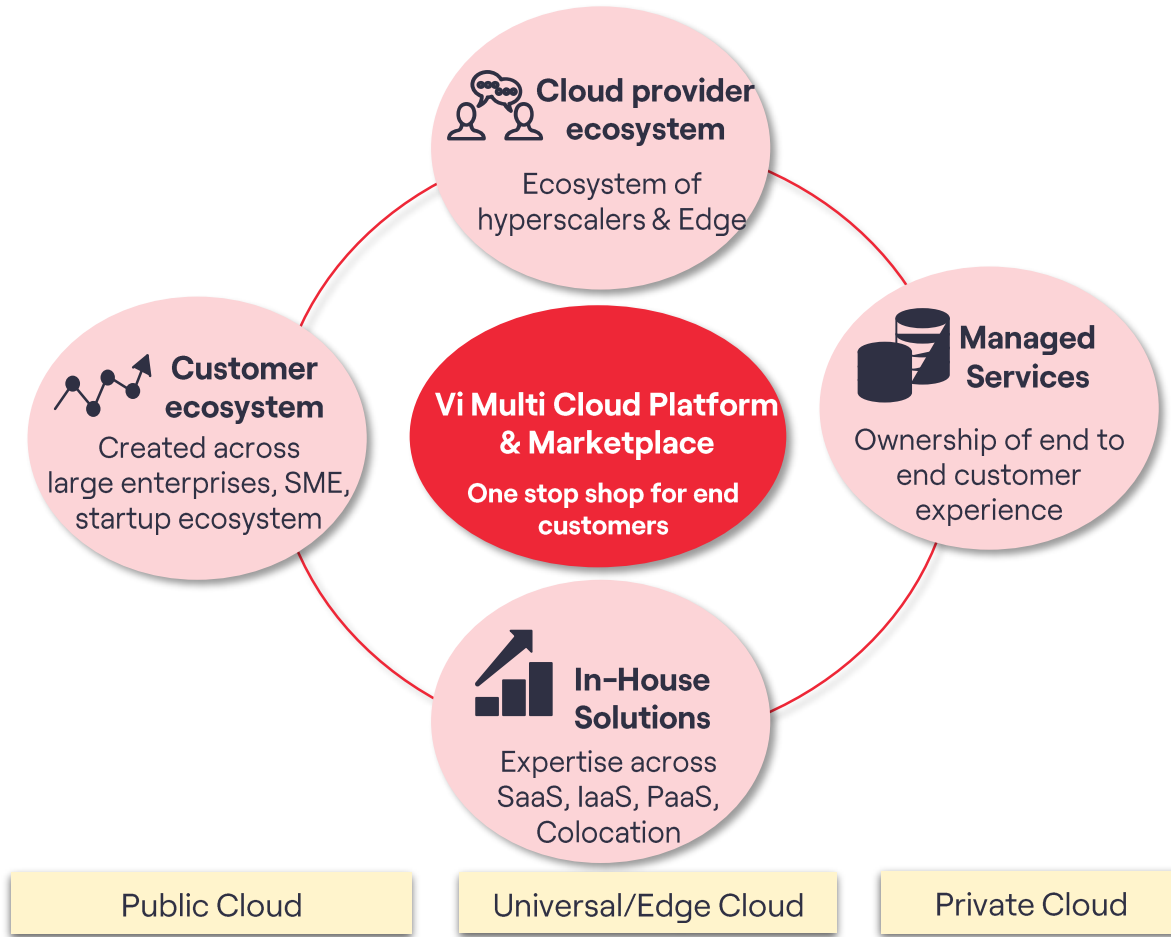 Cloud provider
ecosystem
Ecosystem of
hyperscalers & Edge
Customer
ecosystem
Created across
large enterprises, SME,
startup ecosystem
Vi Multi Cloud Platform
& Marketplace
One stop shop for end
customers
Managed
Services
Ownership of end to
end customer
experience
In-House
Solutions
Expertise across
SaaS, IaaS, PaaS,
Colocation
Public Cloud
Universal/Edge Cloud
Private Cloud